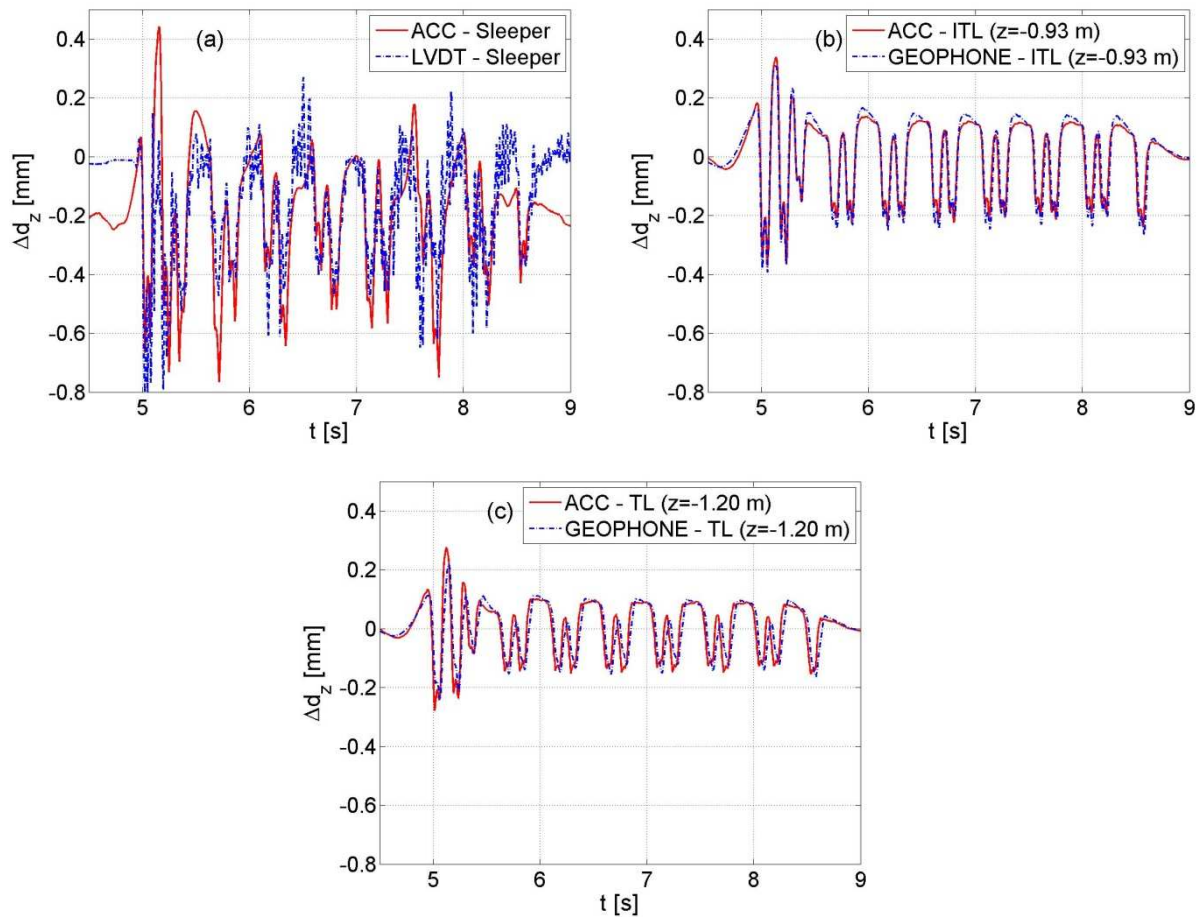 (a)
ACC - Sleeper
LVDT - Sleeper
0.4
0.2
0
-0.2
-0.4
-0.6
-0.8
Δd_z [mm]
5 6 7 8 9
t [s]
(b)
ACC - ITL (z=-0.93 m)
GEOPHONE - ITL (z=-0.93 m)
0.4
0.2
0
-0.2
-0.4
-0.6
-0.8
Δd_z [mm]
5 6 7 8 9
t [s]
(c)
ACC - TL (z=-1.20 m)
GEOPHONE - TL (z=-1.20 m)
0.4
0.2
0
-0.2
-0.4
-0.6
-0.8
Δd_z [mm]
5 6 7 8 9
t [s]